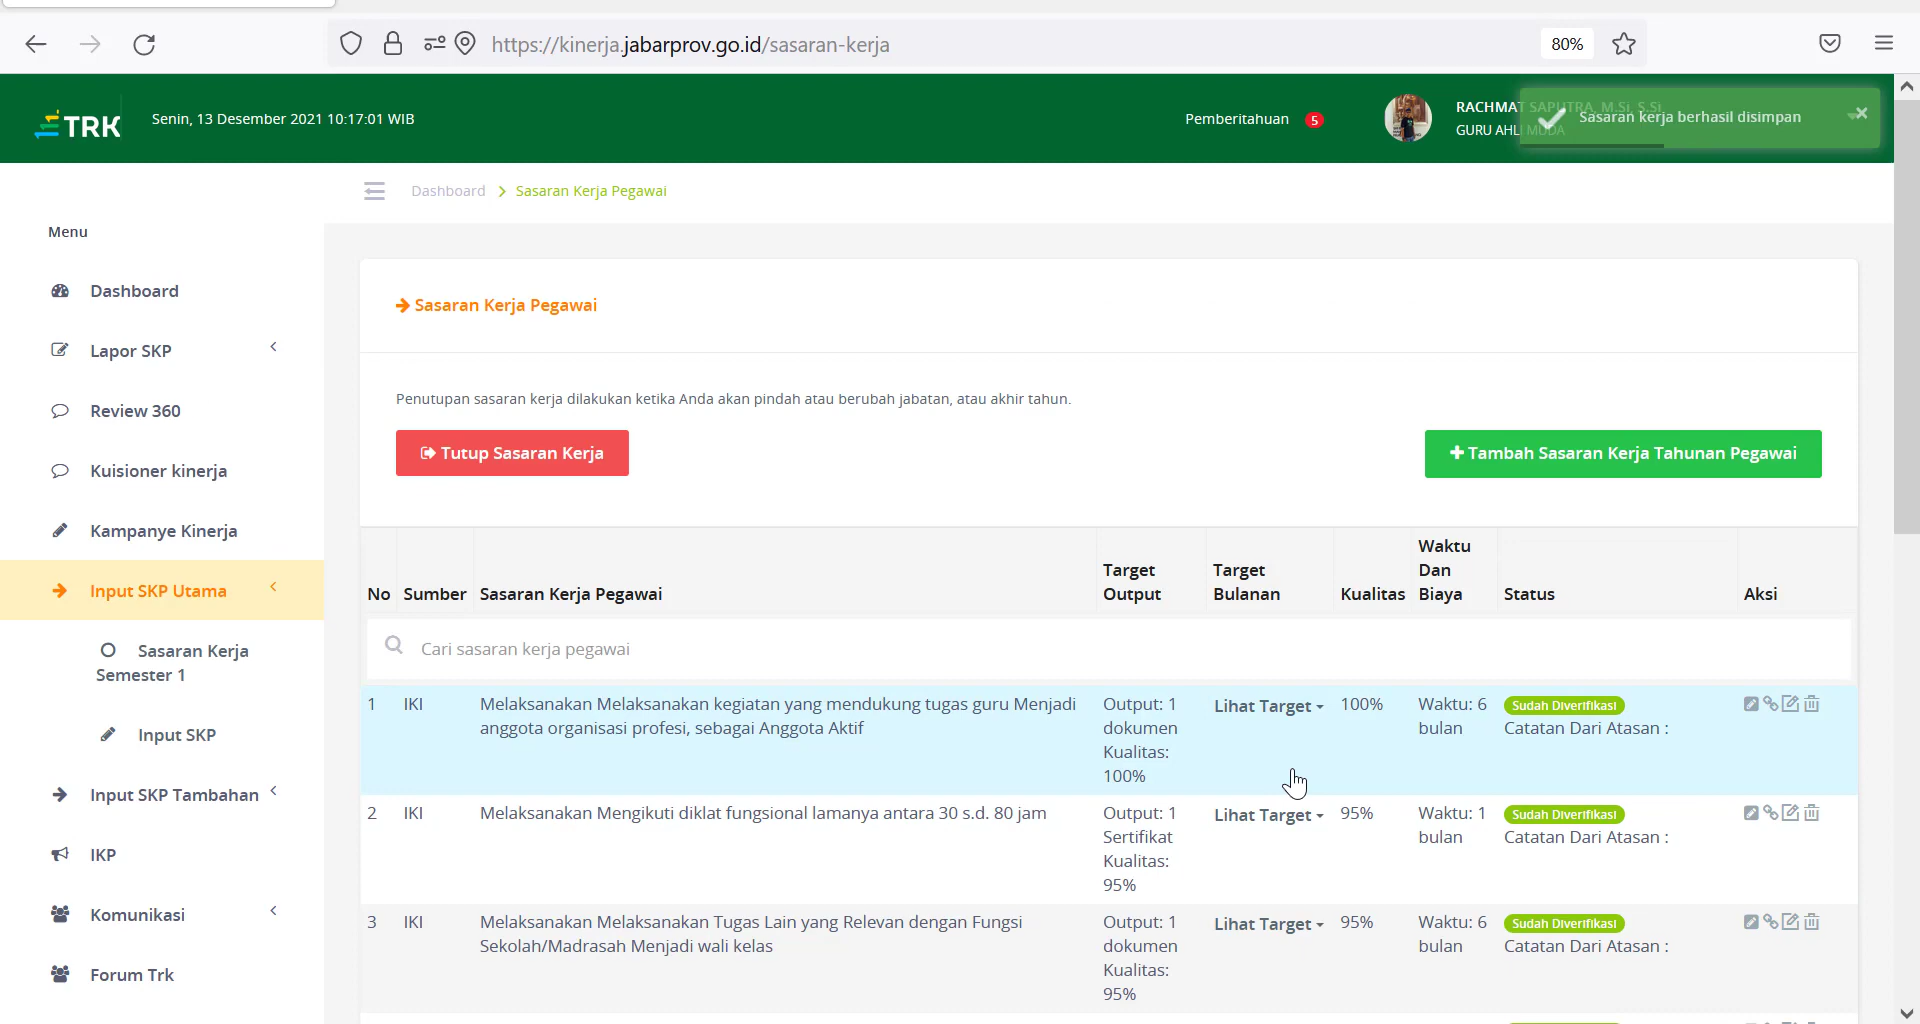 https://kinerja.jabarprov.go.id/sasaran-kerja
80%
TRK
Senin, 13 Desember 2021 10:17:01 WIB
Pemberitahuan 5
RACHMAT SAPUTRA, M.Si, S.Si
GURU AHLI MUDA
Sasaran kerja berhasil disimpan
Dashboard > Sasaran Kerja Pegawai
Menu
Dashboard
Lapor SKP
Review 360
Kuisioner kinerja
Kampanye Kinerja
Input SKP Utama
Sasaran Kerja
Semester 1
Input SKP
Input SKP Tambahan
IKP
Komunikasi
Forum Trk
Sasaran Kerja Pegawai
Penutupan sasaran kerja dilakukan ketika Anda akan pindah atau berubah jabatan, atau akhir tahun.
Tutup Sasaran Kerja
Tambah Sasaran Kerja Tahunan Pegawai
No
Sumber
Sasaran Kerja Pegawai
Target
Output
Target
Bulanan
Kualitas
Waktu
Dan
Biaya
Status
Aksi
Cari sasaran kerja pegawai
1
IKI
Melaksanakan Melaksanakan kegiatan yang mendukung tugas guru Menjadi
anggota organisasi profesi, sebagai Anggota Aktif
Output: 1
dokumen
Kualitas:
100%
Lihat Target
100%
Waktu: 6
bulan
Sudah Diverifikasi
Catatan Dari Atasan :
2
IKI
Melaksanakan Mengikuti diklat fungsional lamanya antara 30 s.d. 80 jam
Output: 1
Sertifikat
Kualitas:
95%
Lihat Target
95%
Waktu: 1
bulan
Sudah Diverifikasi
Catatan Dari Atasan :
3
IKI
Melaksanakan Melaksanakan Tugas Lain yang Relevan dengan Fungsi
Sekolah/Madrasah Menjadi wali kelas
Output: 1
dokumen
Kualitas:
95%
Lihat Target
95%
Waktu: 6
bulan
Sudah Diverifikasi
Catatan Dari Atasan :